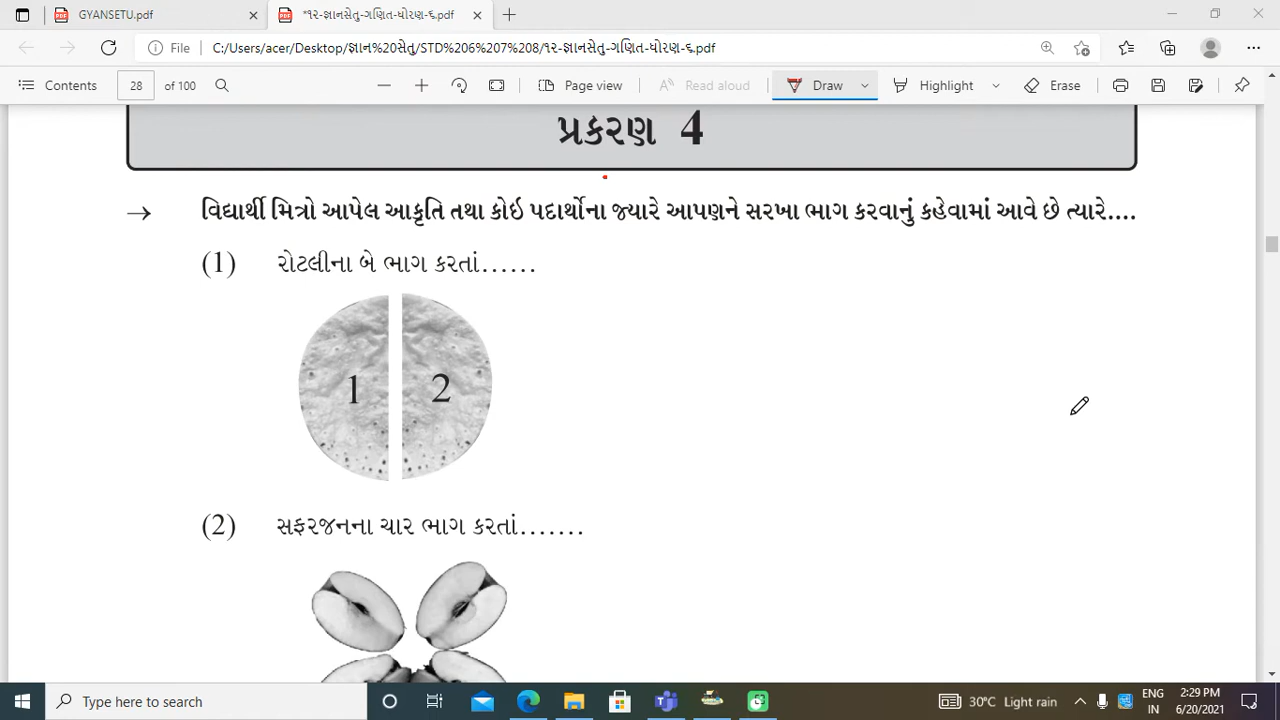 GYANSETU.pdf
*૧૨-જ્ઞાનસેતુ-ગણિત-ધોરણ-૬.pdf
File
C:/Users/acer/Desktop/જ્ઞાન%20સેતુ/STD%206%207%208/૧૨-જ્ઞાનસેતુ-ગણિત-ધોરણ-૬.pdf
Contents 28 of 100 Page view Read aloud Draw Highlight Erase
પ્રકરણ 4
→ વિદ્યાર્થી મિત્રો આપેલ આકૃતિ તથા કોઇ પદાર્થોના જ્યારે આપણને સરખા ભાગ કરવાનું કહેવામાં આવે છે ત્યારે....
(1) રોટલીના બે ભાગ કરતાં......
1 2
(2) સફરજનના ચાર ભાગ કરતાં.......
Type here to search
30°C Light rain
ENG
IN
2:29 PM
6/20/2021